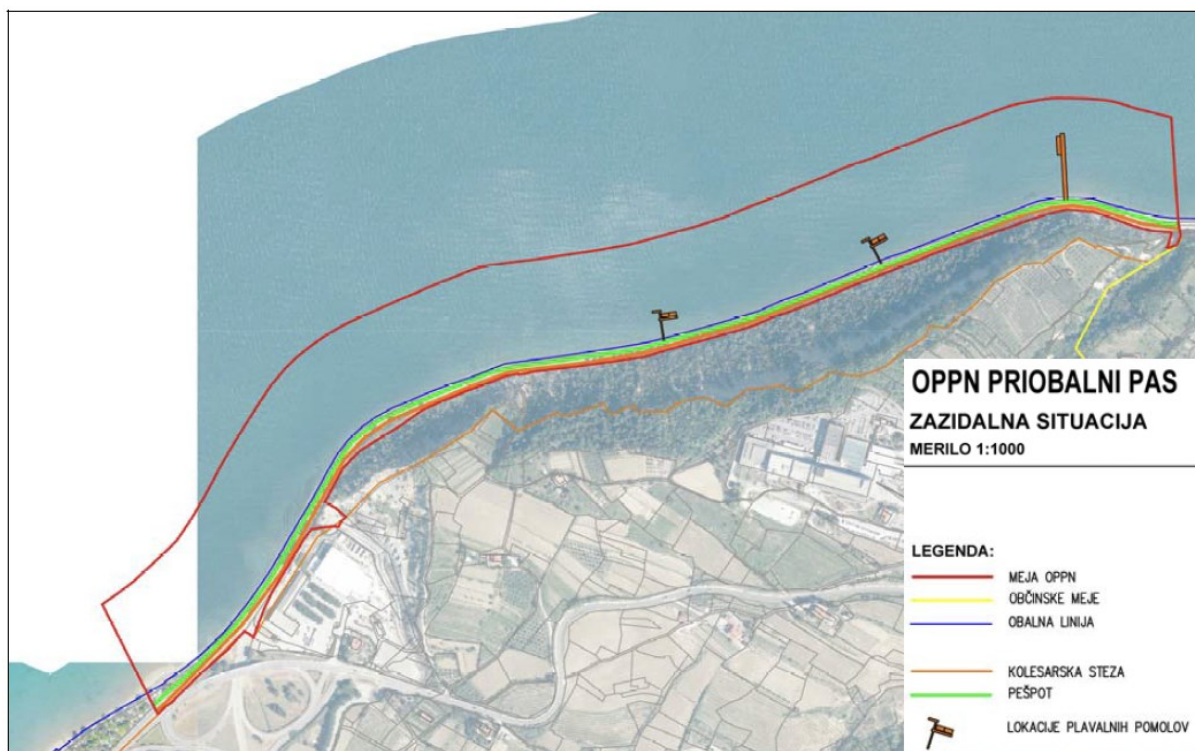 OPPN PRIOBALNI PAS
ZAZIDALNA SITUACIJA
MERILO 1:1000
LEGENDA:
MEJA OPPN
OBČINSKE MEJE
OBALNA LINIJA
KOLESARSKA STEZA
PEŠPOT
LOKACIJE PLAVALNIH POMOLOV